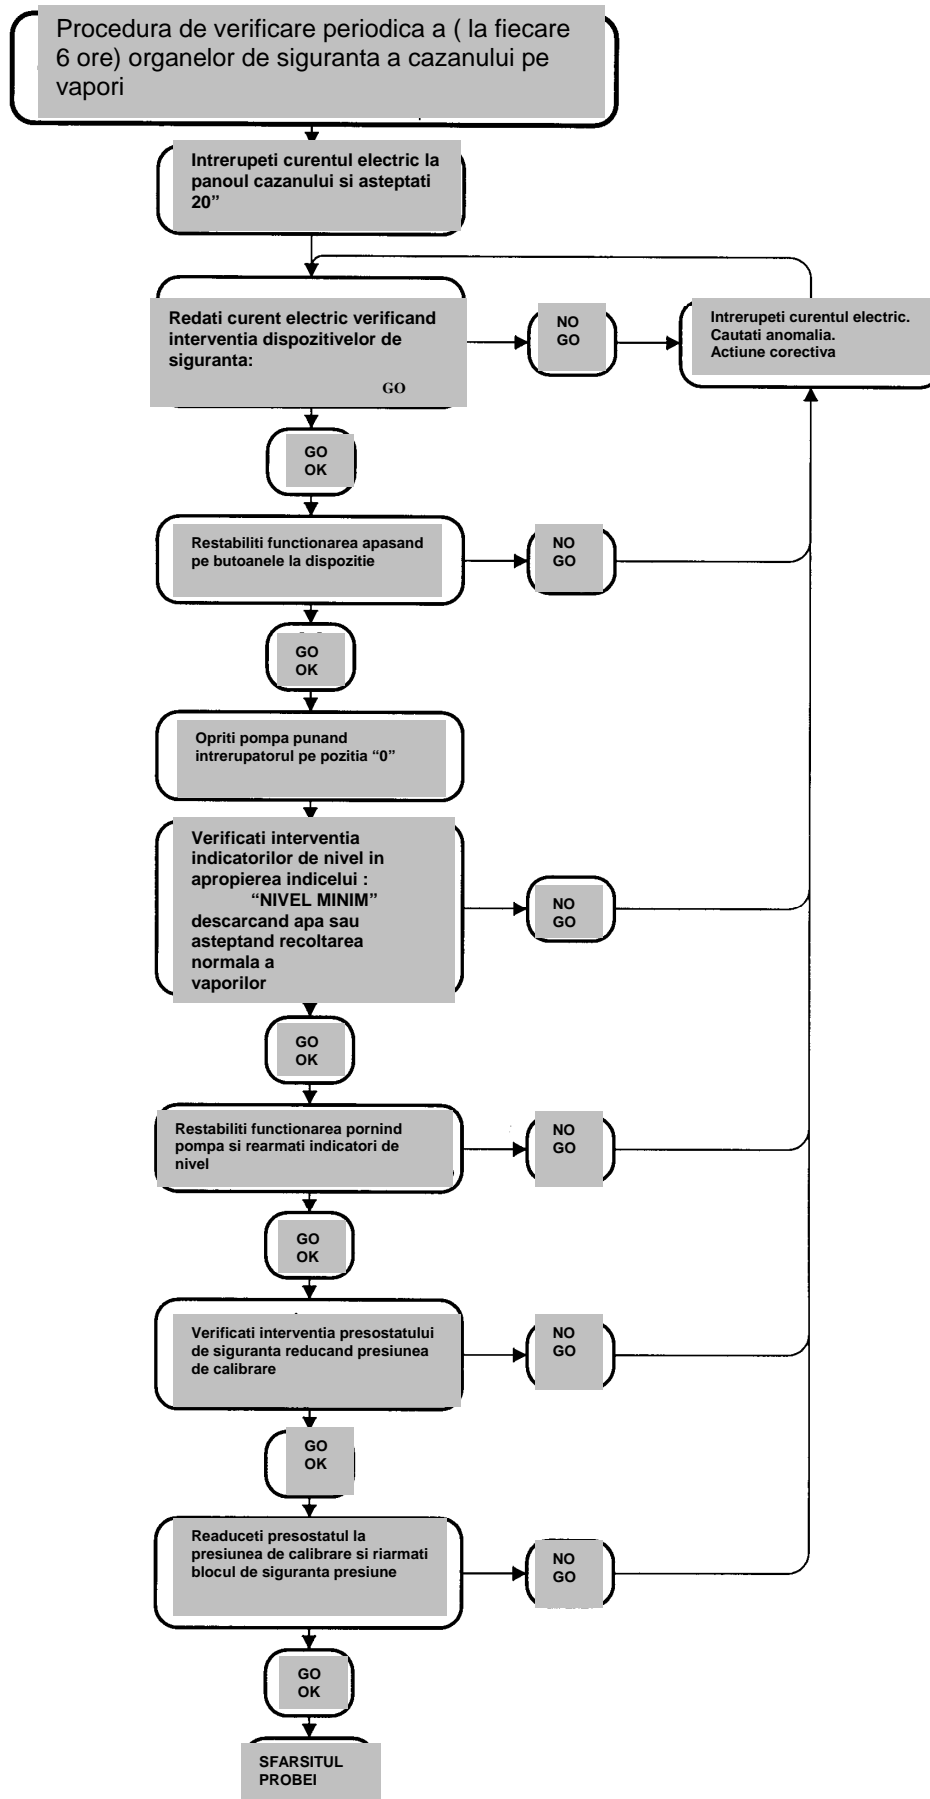 Procedura de verificare periodica a ( la fiecare
6 ore) organelor de siguranta a cazanului pe
vapori
Intrerupeti curentul electric la
panoul cazanului si asteptati
20”
Redati curent electric verificand
interventia dispozitivelor de
siguranta:
GO
NO
GO
Intrerupeti curentul electric.
Cautati anomalia.
Actiune corectiva
GO
OK
Restabiliti functionarea apasand
pe butoanele la dispozitie
NO
GO
GO
OK
Opriti pompa punand
intrerupatorul pe pozitia “0”
Verificati interventia
indicatorilor de nivel in
apropierea indicelui :
“NIVEL MINIM”
descarcand apa sau
asteptand recoltarea
normala a
vaporilor
NO
GO
GO
OK
Restabiliti functionarea pornind
pompa si rearmati indicatori de
nivel
NO
GO
GO
OK
Verificati interventia presostatului
de siguranta reducand presiunea
de calibrare
NO
GO
GO
OK
Readuceti presostatul la
presiunea de calibrare si riarmati
blocul de siguranta presiune
NO
GO
GO
OK
SFARSITUL
PROBEI